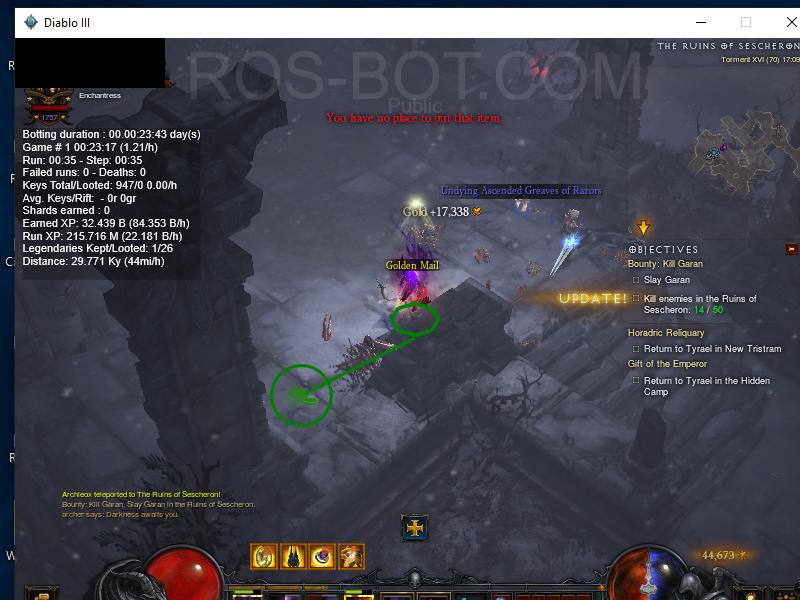 Diablo III
ROS-BOT.COM
Public
THE RUINS OF SESCHERON
Torment XVI (70) 17:09
Enchantress
1757
You have no place to put that item.
Botting duration : 00.00:23:43 day(s)
Game # 1 00:23:17 (1.21/h)
Run: 00:35 - Step: 00:35
Failed runs: 0 - Deaths: 0
Keys Total/Looted: 947/0 0.00/h
Avg. Keys/Rift:  - 0r 0gr
Shards earned : 0
Earned XP: 32.439 B (84.353 B/h)
Run XP: 215.716 M (22.181 B/h)
Legendaries Kept/Looted: 1/26
Distance: 29.771 Ky (44mi/h)
Undying Ascended Greaves of Razors
Gold +17,338
Golden Mail
OBJECTIVES
Bounty: Kill Garan
Slay Garan
UPDATE!
Kill enemies in the Ruins of
Sescheron: 14 / 50
Horadric Reliquary
Return to Tyrael in New Tristram
Gift of the Emperor
Return to Tyrael in the Hidden
Camp
Archleox teleported to The Ruins of Sescheron!
Bounty: Kill Garan, Slay Garan in the Ruins of Sescheron.
archer says: Darkness awaits you.
44,673